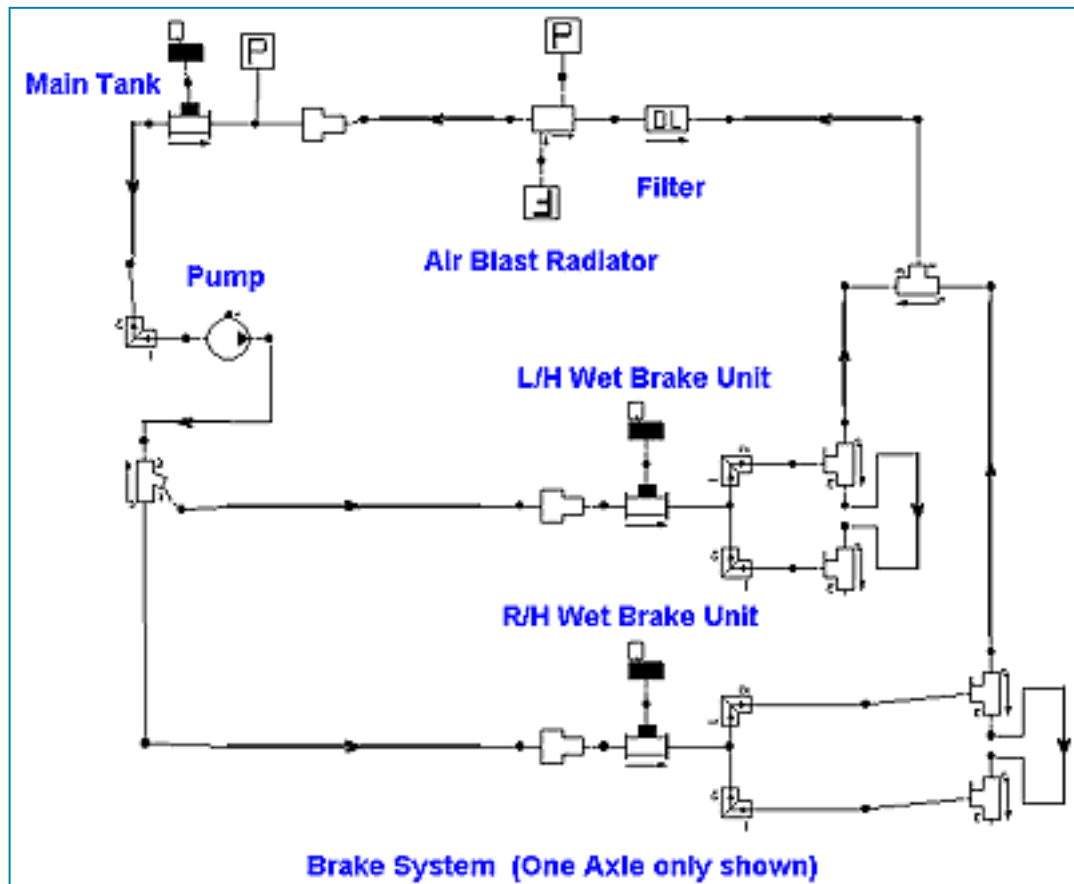 P
P
Main Tank
DL
Filter
F
Air Blast Radiator
Pump
L/H Wet Brake Unit
R/H Wet Brake Unit
Brake System (One Axle only shown)